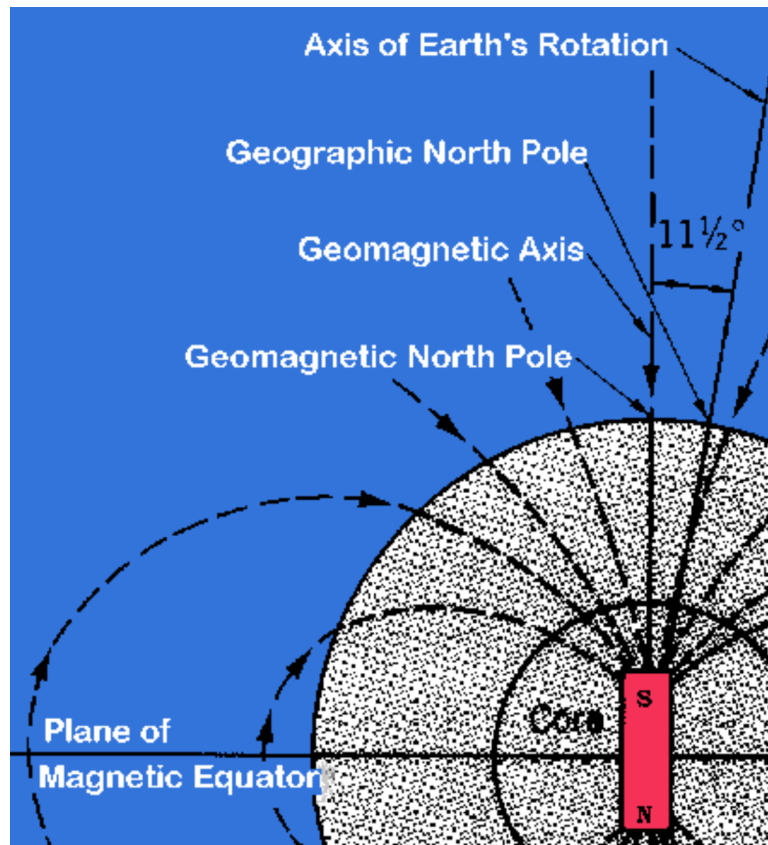 Axis of Earth's Rotation
Geographic North Pole
11½°
Geomagnetic Axis
Geomagnetic North Pole
Core
S
Plane of
Magnetic Equator
N